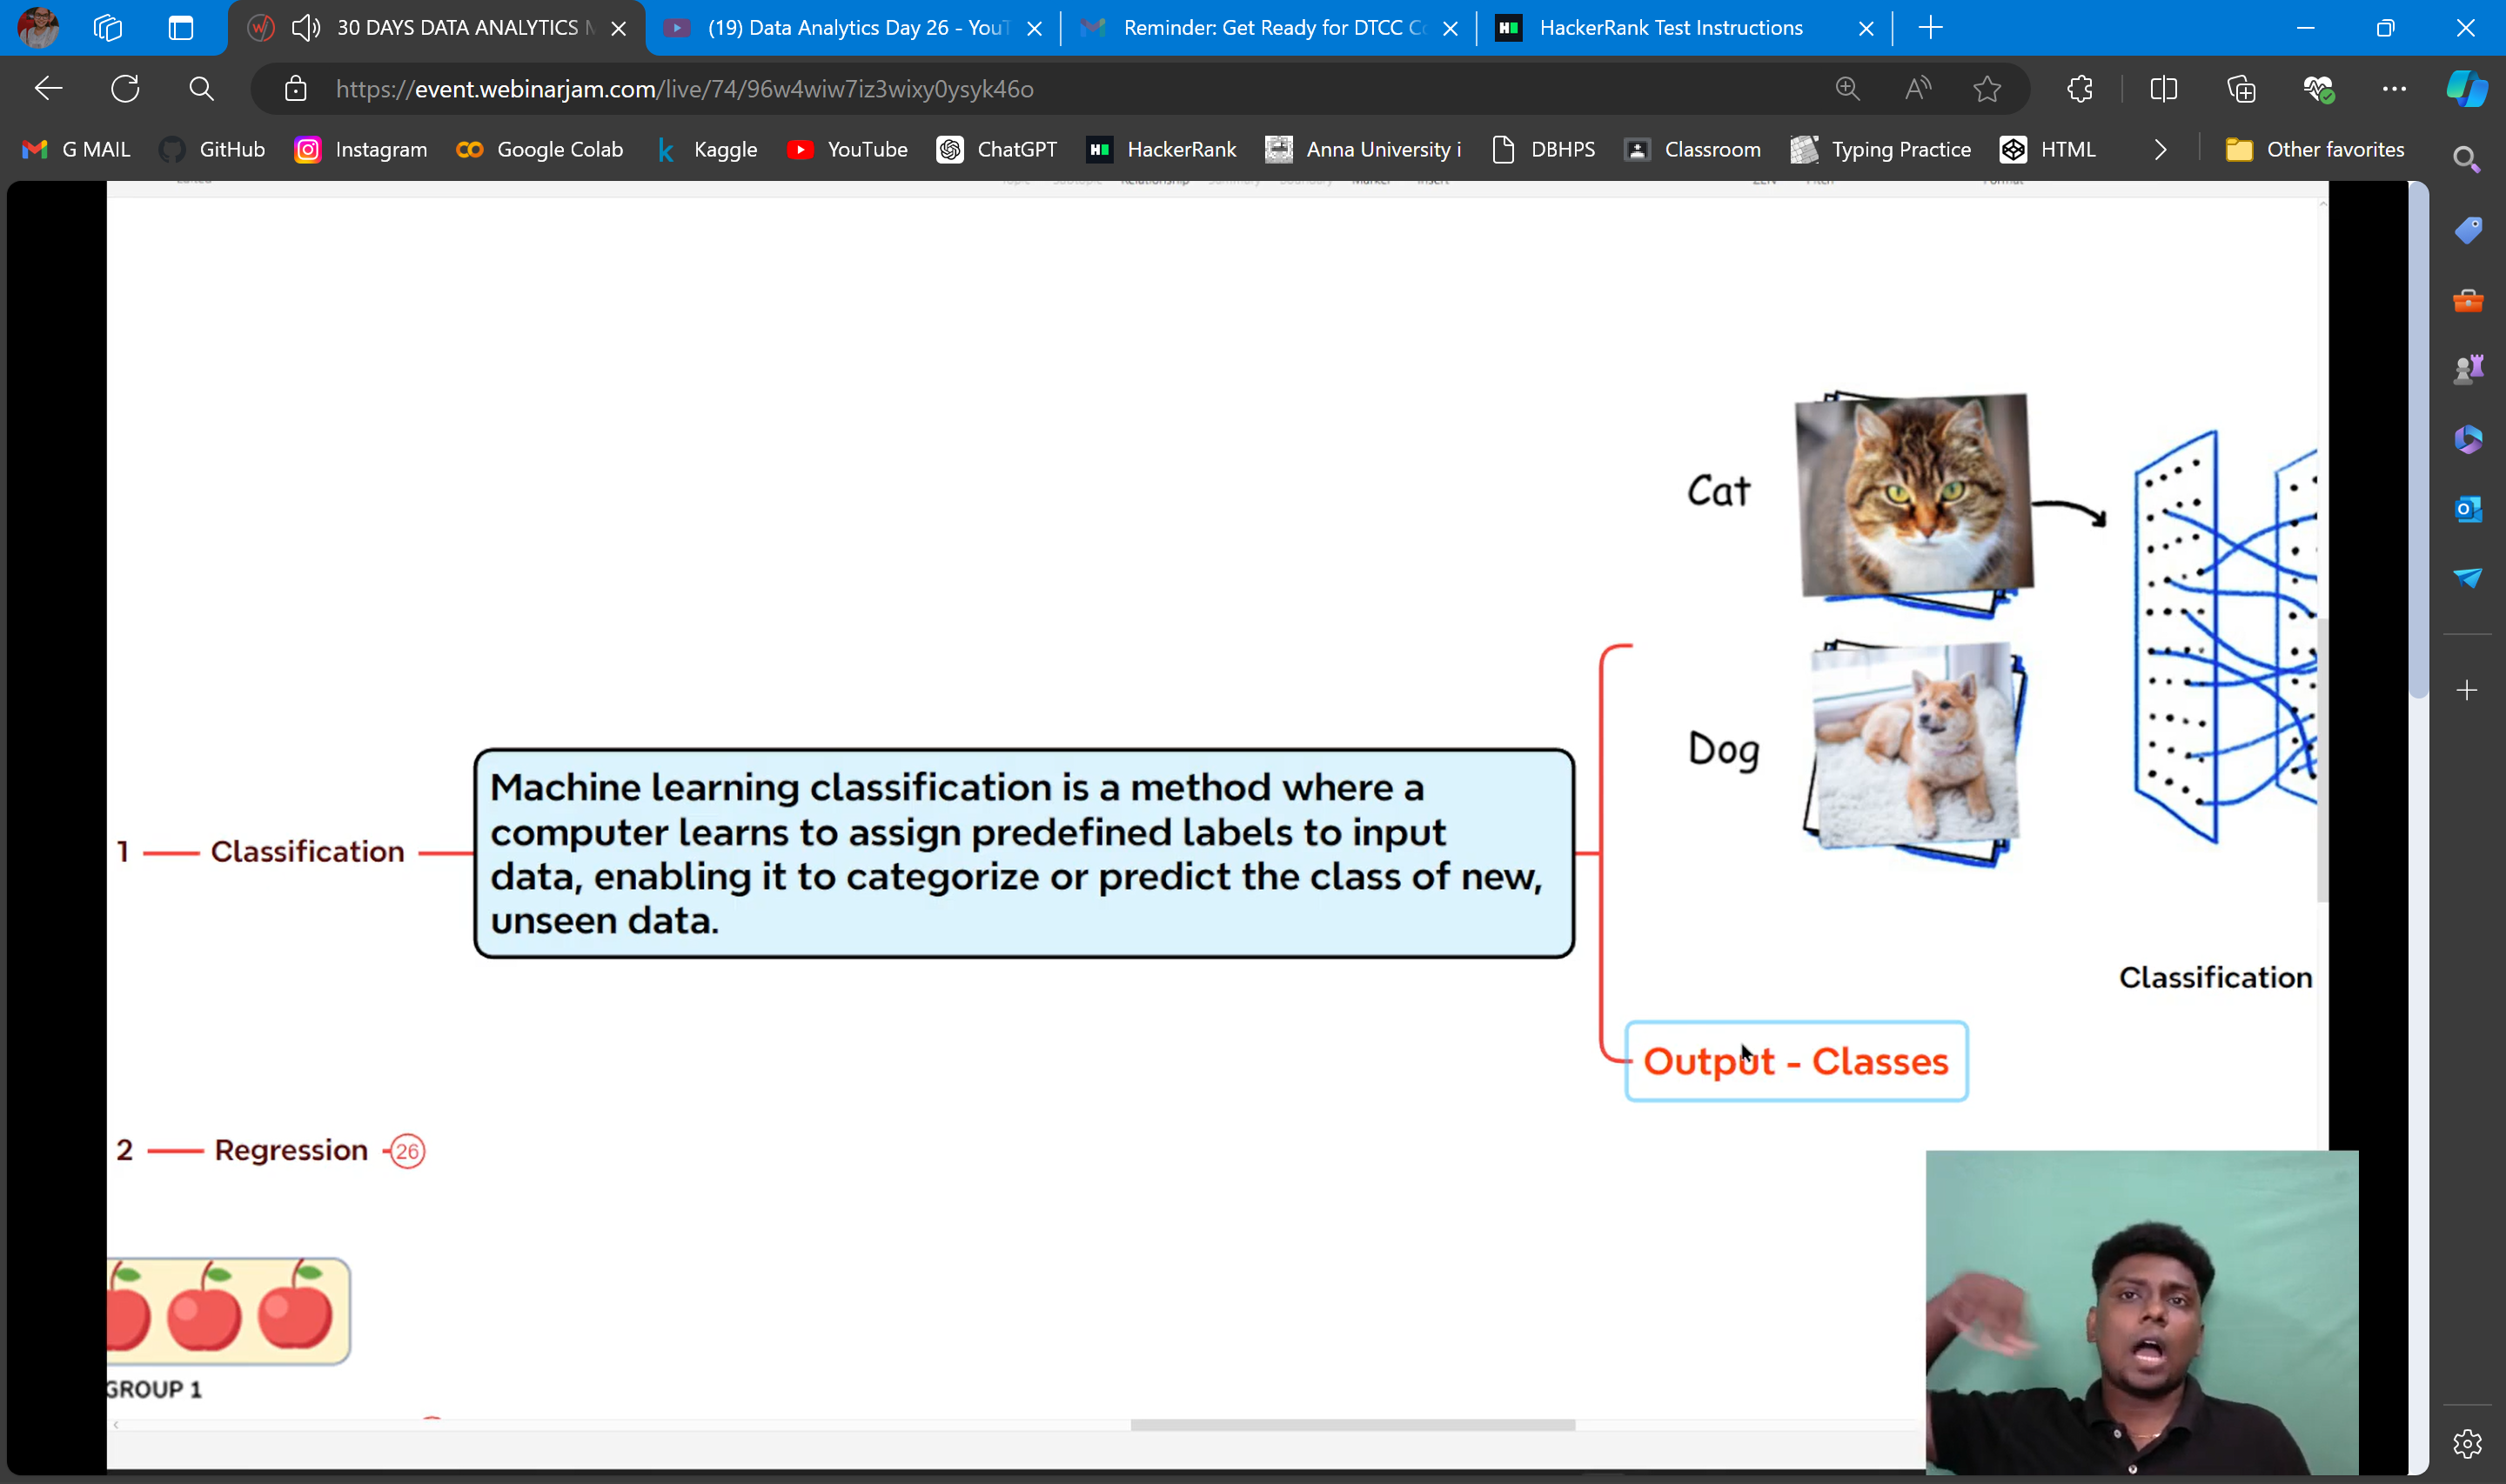 30 DAYS DATA ANALYTICS
(19) Data Analytics Day 26 - YouT
Reminder: Get Ready for DTCC Co
HackerRank Test Instructions
https://event.webinarjam.com/live/74/96w4wiw7iz3wixy0ysyk46o
G MAIL
GitHub
Instagram
Google Colab
Kaggle
YouTube
ChatGPT
HackerRank
Anna University i
DBHPS
Classroom
Typing Practice
HTML
Other favorites
Cat
Dog
1
Classification
Machine learning classification is a method where a
computer learns to assign predefined labels to input
data, enabling it to categorize or predict the class of new,
unseen data.
Classification
Output - Classes
2
Regression
26
GROUP 1